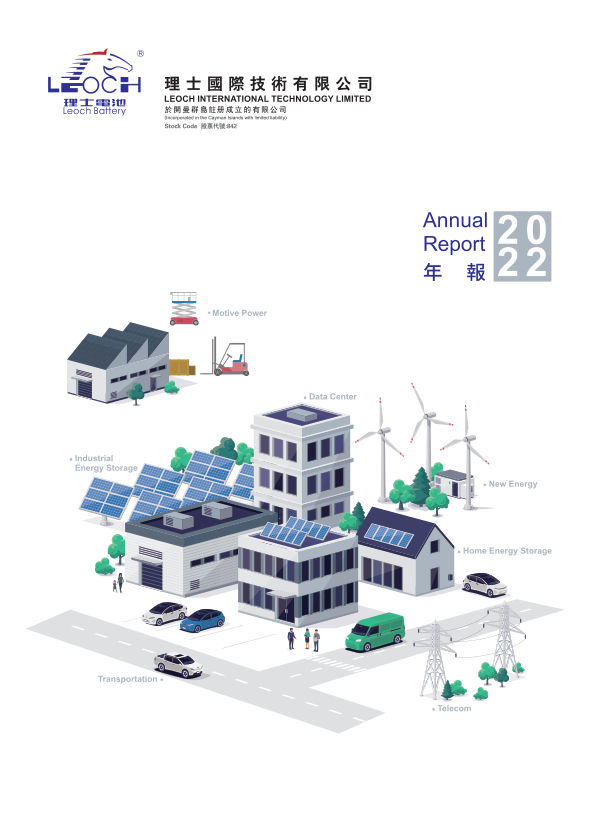 LEOCH
®
理士電池
Leoch Battery
理士國際技術有限公司
LEOCH INTERNATIONAL TECHNOLOGY LIMITED
於開曼群島註册成立的有限公司
(Incorporated in the Cayman Islands with limited liability)
Stock Code 股票代號:842
Annual
Report
年 報
20
22
Motive Power
Data Center
Industrial
Energy Storage
New Energy
Home Energy Storage
Transportation
Telecom